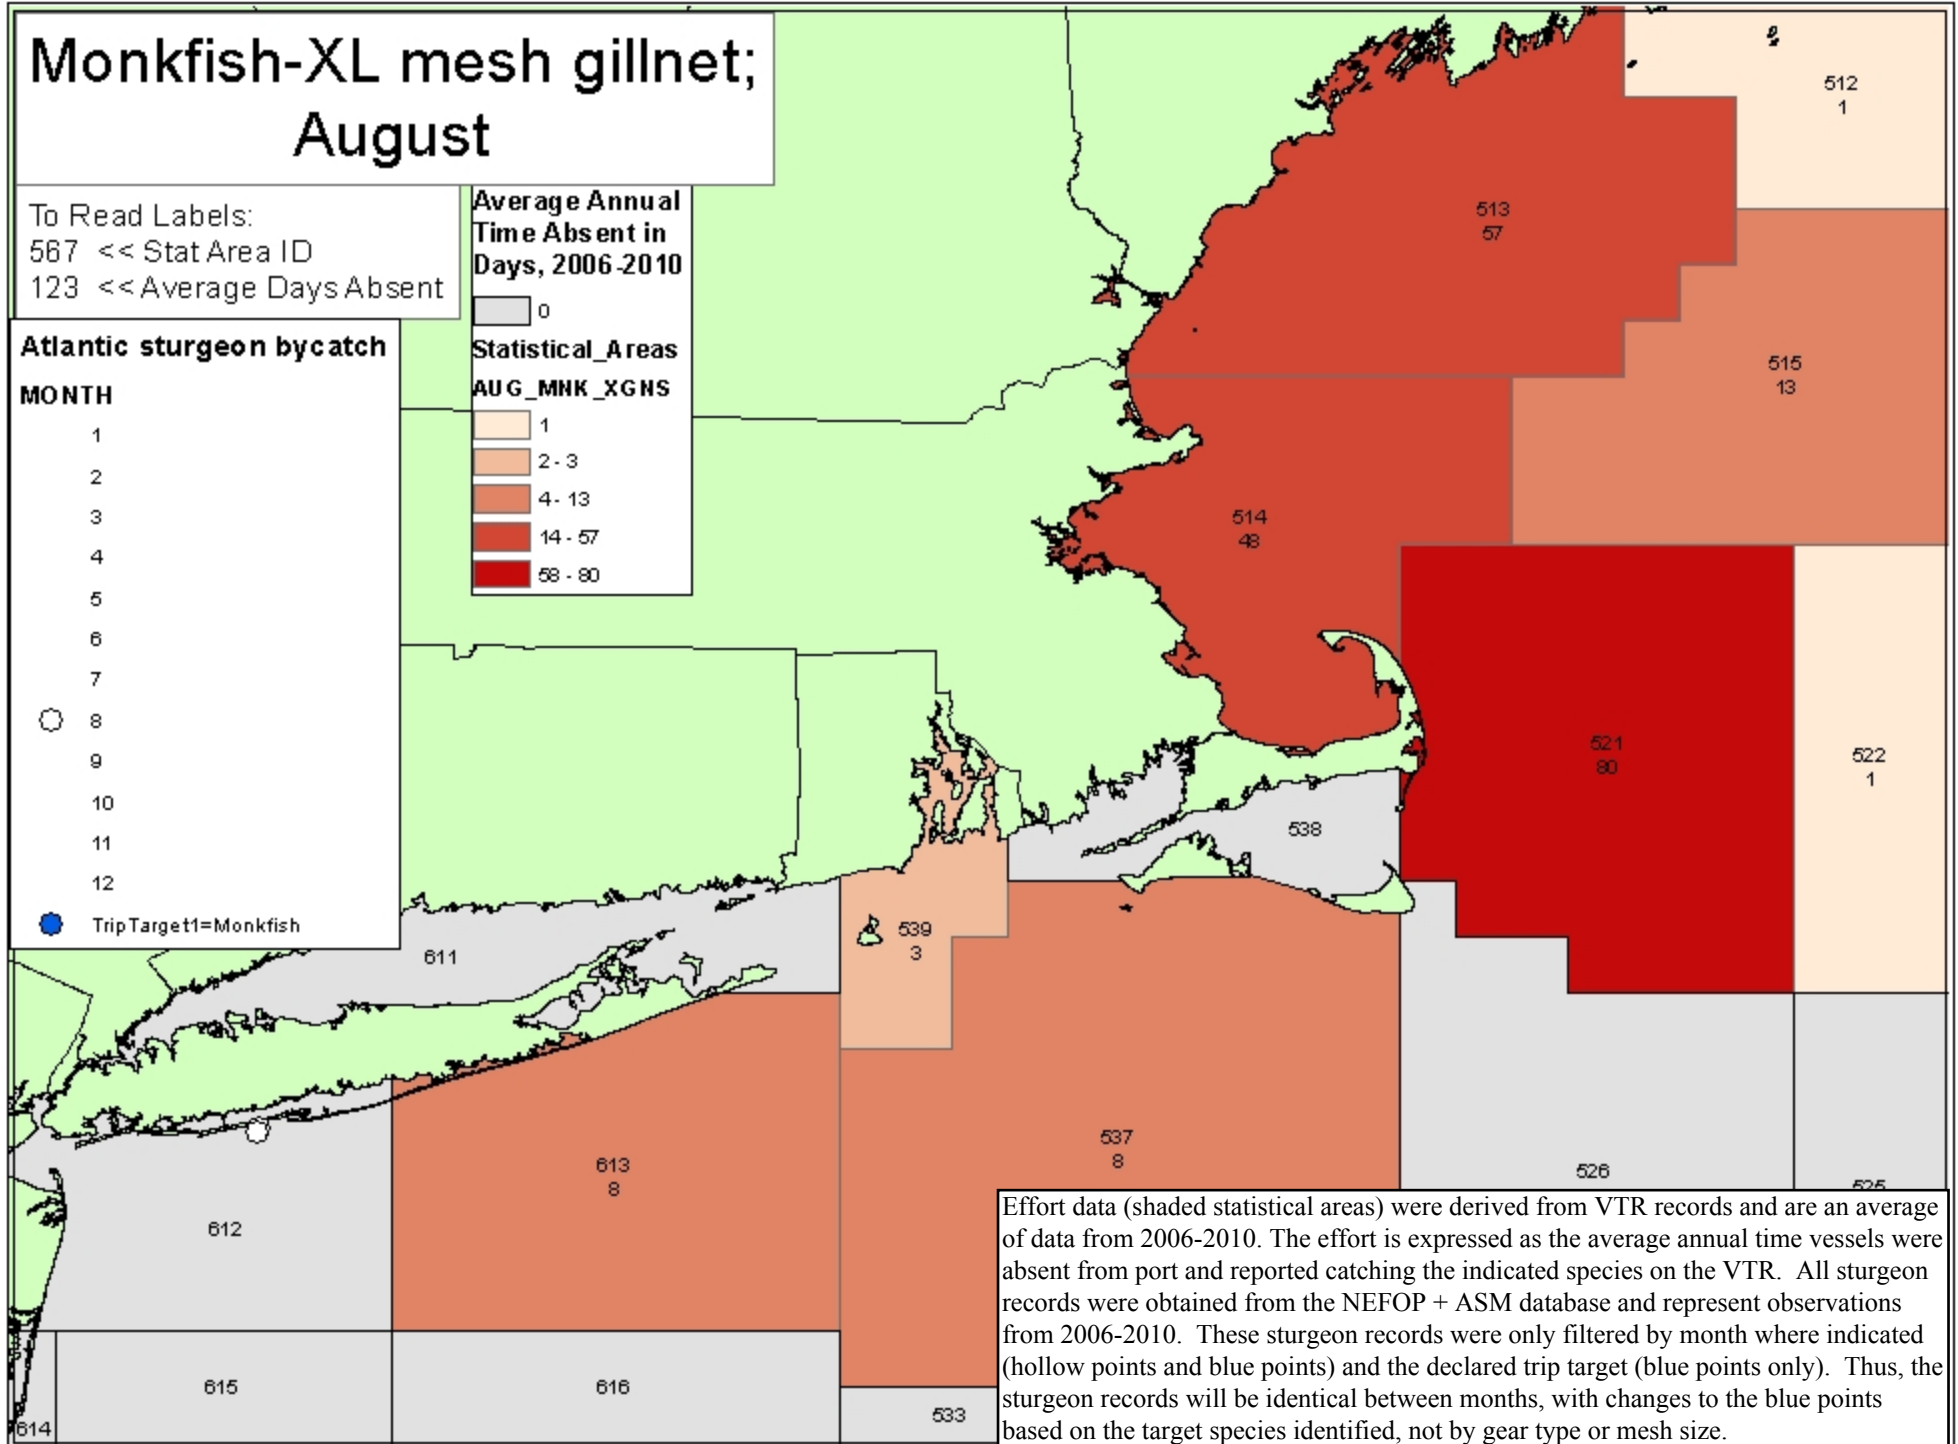 Monkfish-XL mesh gillnet;
August
To Read Labels:
567 << Stat Area ID
123 << Average Days Absent
Average Annual
Time Absent in
Days, 2006-2010
0
Statistical_Areas
AUG_MNK_XGNS
1
2 - 3
4 - 13
14 - 57
58 - 80
Atlantic sturgeon bycatch
MONTH
1
2
3
4
5
6
7
8
9
10
11
12
TripTarget1=Monkfish
512
1
513
57
515
13
514
48
521
80
522
1
538
539
3
611
537
8
613
8
612
526
525
615
616
614
533
Effort data (shaded statistical areas) were derived from VTR records and are an average
of data from 2006-2010. The effort is expressed as the average annual time vessels were
absent from port and reported catching the indicated species on the VTR. All sturgeon
records were obtained from the NEFOP + ASM database and represent observations
from 2006-2010. These sturgeon records were only filtered by month where indicated
(hollow points and blue points) and the declared trip target (blue points only). Thus, the
sturgeon records will be identical between months, with changes to the blue points
based on the target species identified, not by gear type or mesh size.